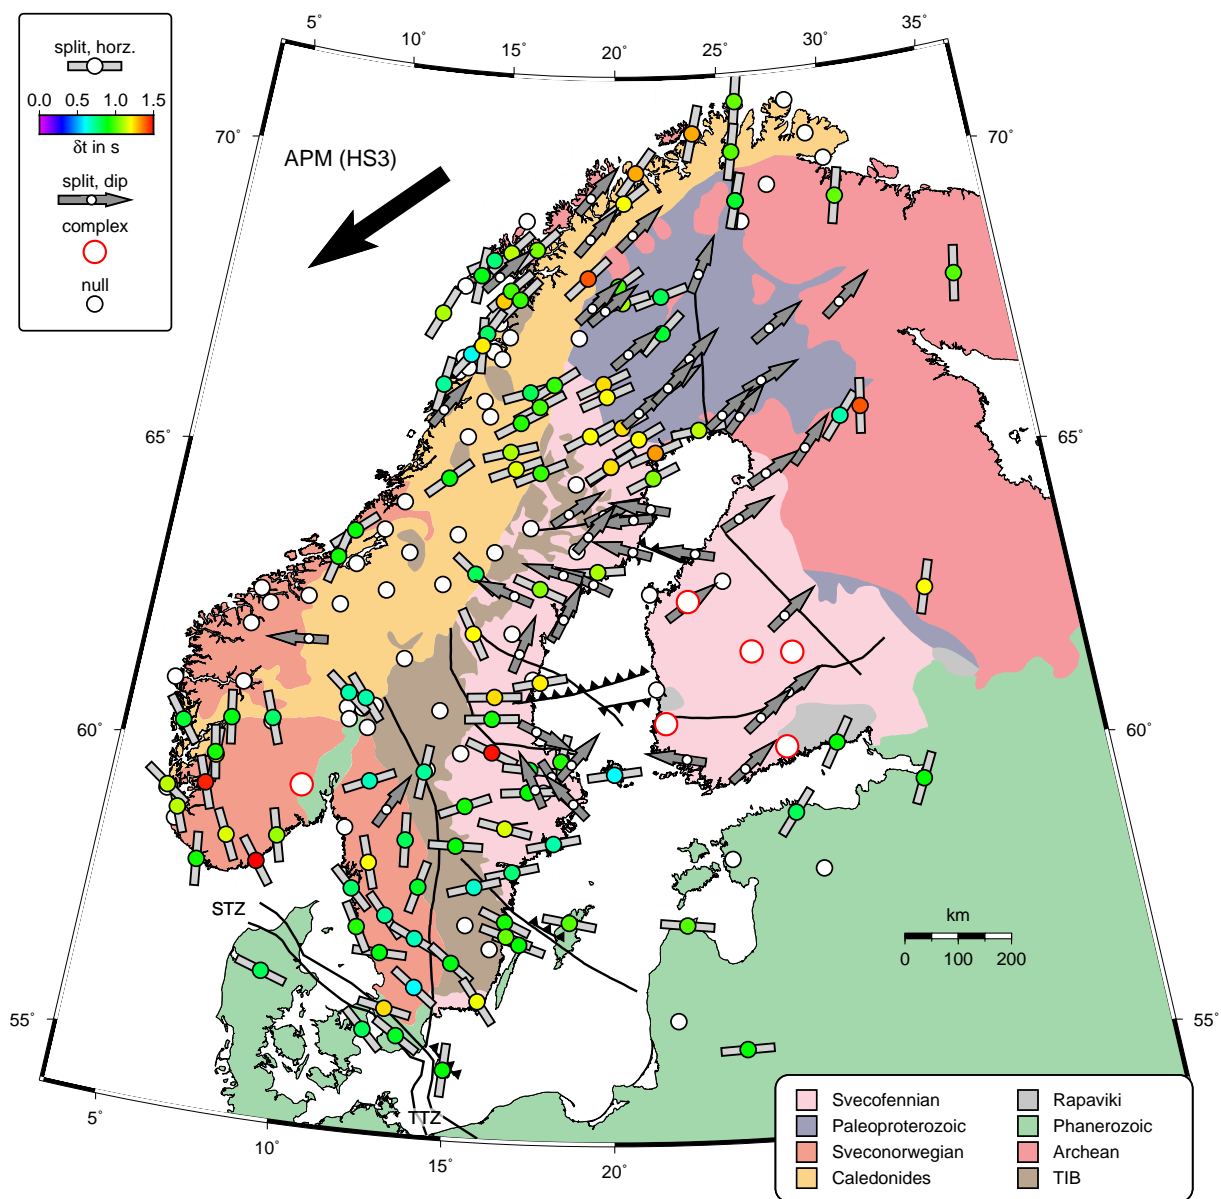 5°
10°
15°
20°
25°
30°
35°
split, horz.
0.0 0.5 1.0 1.5
δt in s
split, dip
complex
null
APM (HS3)
70°
70°
65°
65°
60°
60°
55°
55°
STZ
TTZ
km
0 100 200
5°
10°
15°
20°
Svecofennian
Paleoproterozoic
Sveconorwegian
Caledonides
Rapaviki
Phanerozoic
Archean
TIB